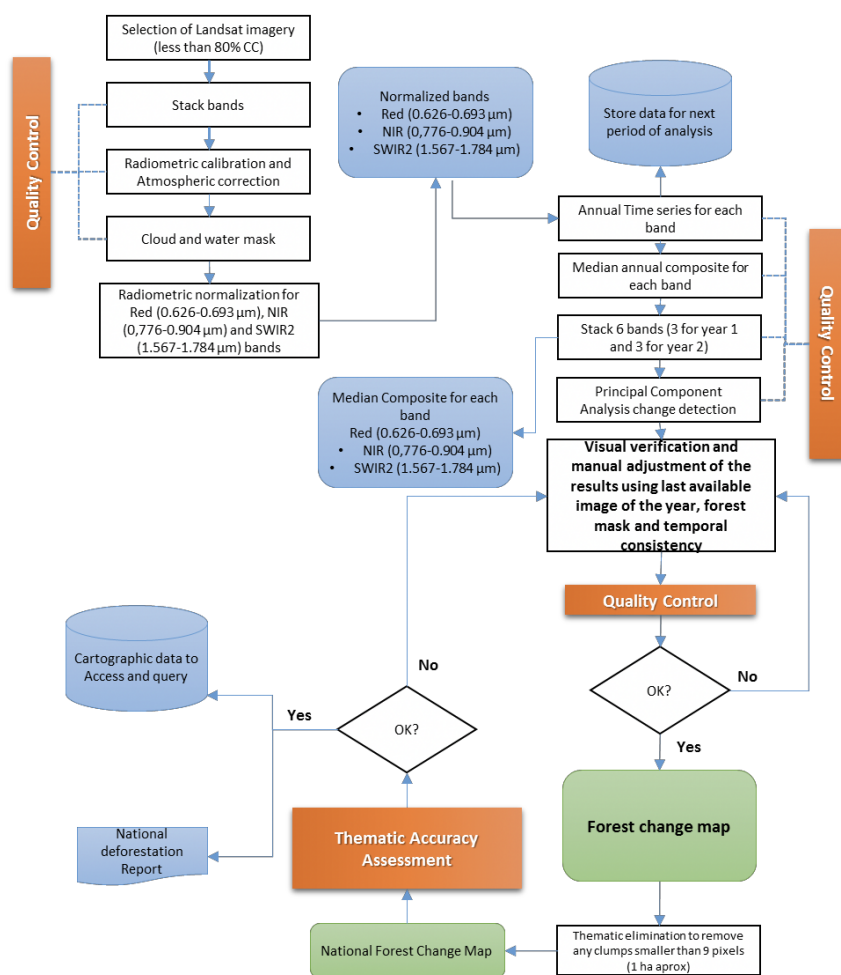 Selection of Landsat imagery
(less than 80% CC)
Stack bands
Radiometric calibration and
Atmospheric correction
Cloud and water mask
Radiometric normalization for
Red (0.626-0.693 µm), NIR
(0,776-0.904 µm) and SWIR2
(1.567-1.784 µm) bands
Quality Control
Normalized bands
• Red (0.626-0.693 µm)
• NIR (0,776-0.904 µm)
• SWIR2 (1.567-1.784 µm)
Store data for next
period of analysis
Annual Time series for each
band
Median annual composite for
each band
Stack 6 bands (3 for year 1
and 3 for year 2)
Principal Component
Analysis change detection
Quality Control
Median Composite for each
band
Red (0.626-0.693 µm)
• NIR (0,776-0.904 µm)
• SWIR2 (1.567-1.784 µm)
Visual verification and
manual adjustment of the
results using last available
image of the year, forest
mask and temporal
consistency
Quality Control
OK?
No
Yes
Forest change map
Thematic elimination to remove
any clumps smaller than 9 pixels
(1 ha aprox)
National Forest Change Map
Thematic Accuracy
Assessment
OK?
No
Yes
Cartographic data to
Access and query
National
deforestation
Report